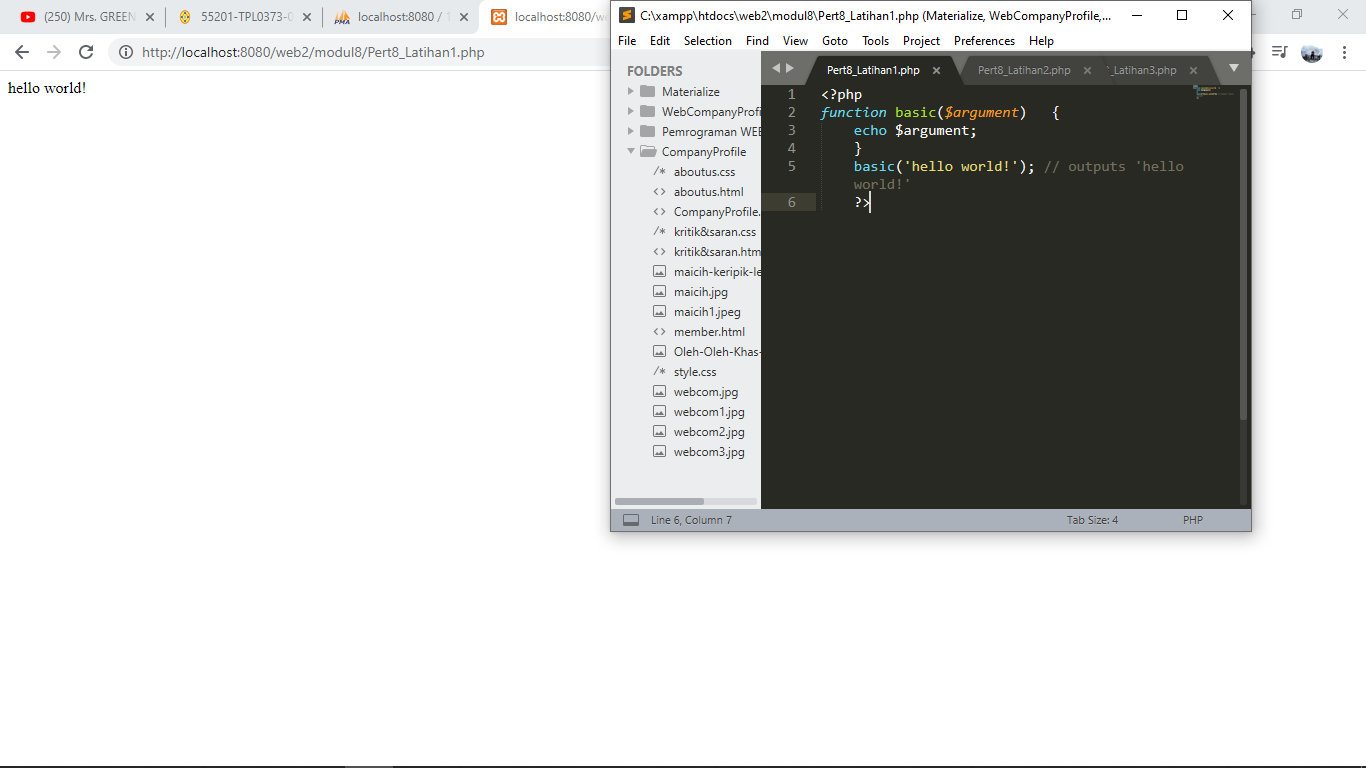 (250) Mrs. GREEN
55201-TPL0373-0
localhost:8080 / 1
localhost:8080/we
http://localhost:8080/web2/modul8/Pert8_Latihan1.php
hello world!
C:\xampp\htdocs\web2\modul8\Pert8_Latihan1.php (Materialize, WebCompanyProfile,...
File Edit Selection Find View Goto Tools Project Preferences Help
FOLDERS
Materialize
WebCompanyProfi
Pemrograman WEB
CompanyProfile
/* aboutus.css
<> aboutus.html
<> CompanyProfile.
/* kritik&saran.css
<> kritik&saran.htm
maicih-keripik-le
maicih.jpg
maicih1.jpeg
<> member.html
Oleh-Oleh-Khas-
/* style.css
webcom.jpg
webcom1.jpg
webcom2.jpg
webcom3.jpg
Pert8_Latihan1.php
Pert8_Latihan2.php
_Latihan3.php
1 <?php
2 function basic($argument) {
3 echo $argument;
4 }
5 basic('hello world!'); // outputs 'hello
world!'
6 ?>
Line 6, Column 7
Tab Size: 4
PHP